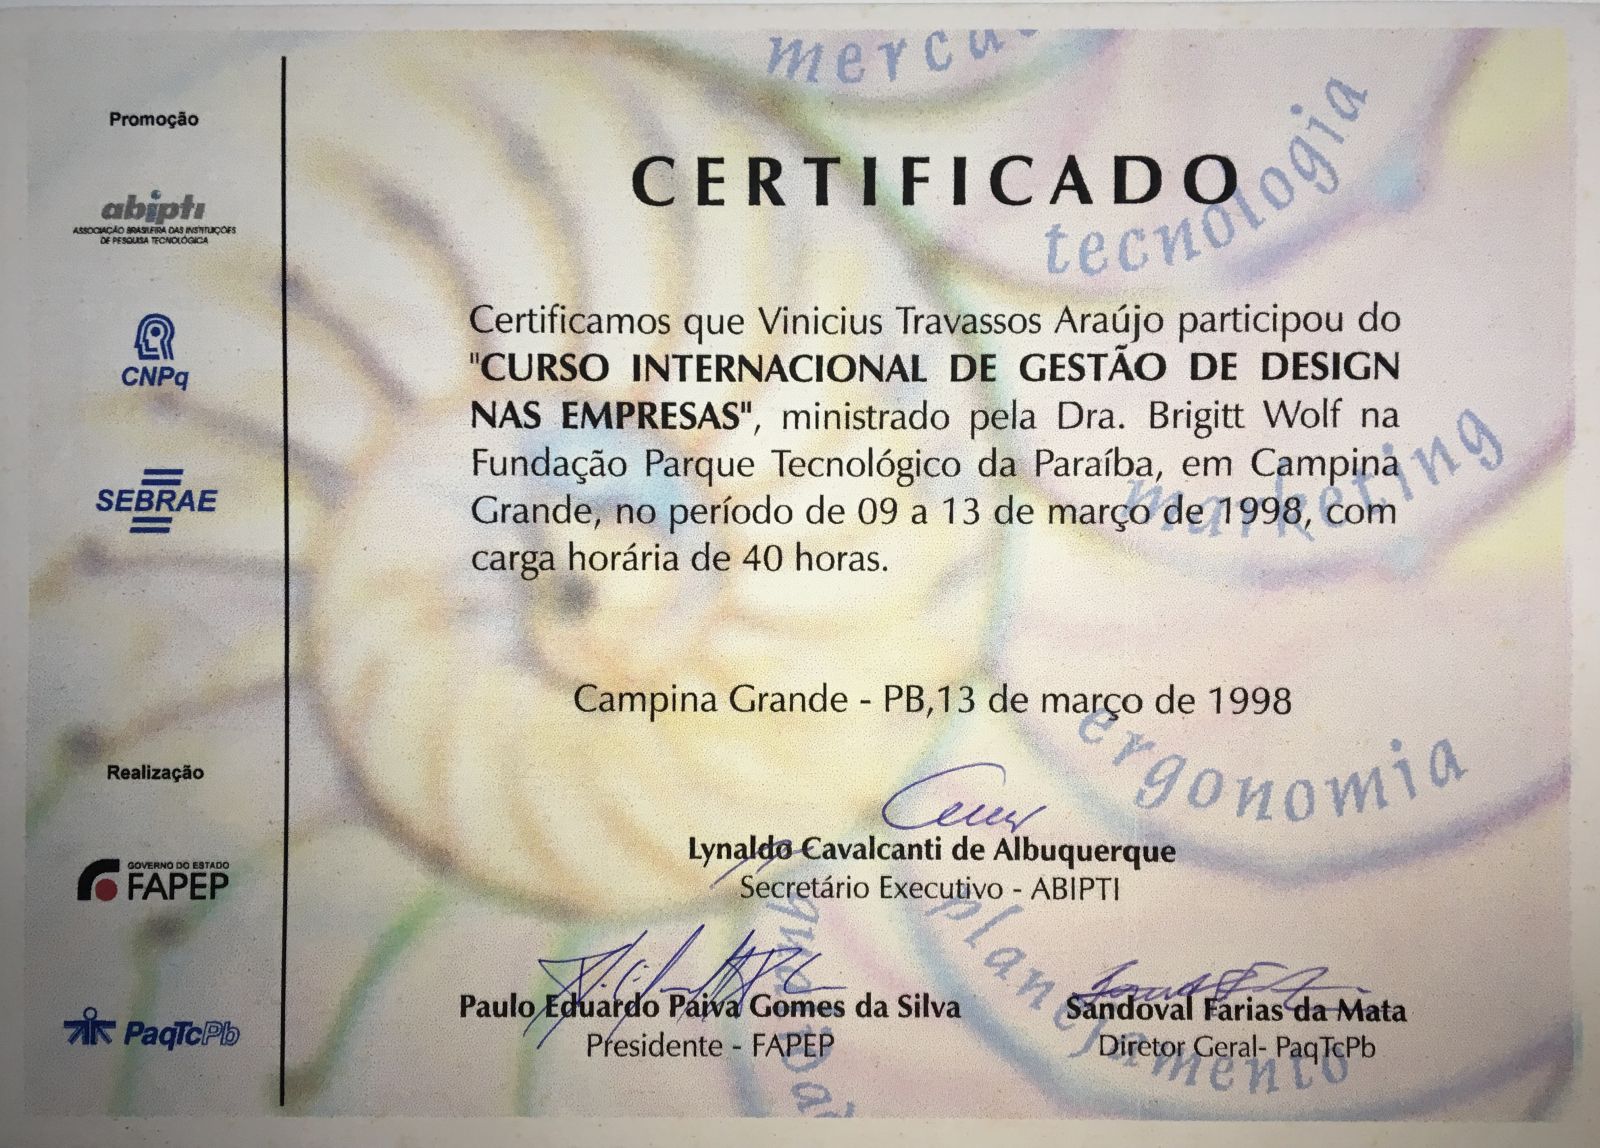 Promoção
abipti
ASSOCIAÇÃO BRASILEIRA DAS INSTITUIÇÕES
DE PESQUISA TECNOLÓGICA
CNPq
SEBRAE
Realização
GOVERNO DO ESTADO
FAPEP
PaqTcPb
tecnologia
CERTIFICADO
Certificamos que Vinicius Travassos Araújo participou do
"CURSO INTERNACIONAL DE GESTÃO DE DESIGN
NAS EMPRESAS", ministrado pela Dra. Brigitt Wolf na
Fundação Parque Tecnológico da Paraíba, em Campina
Grande, no período de 09 a 13 de março de 1998, com
carga horária de 40 horas.
marketing
Campina Grande - PB,13 de março de 1998
ergonomia
Lynaldo Cavalcanti de Albuquerque
Secretário Executivo - ABIPTI
planejamento
Paulo Eduardo Paiva Gomes da Silva
Presidente - FAPEP
Sandoval Farias da Mata
Diretor Geral- PaqTcPb